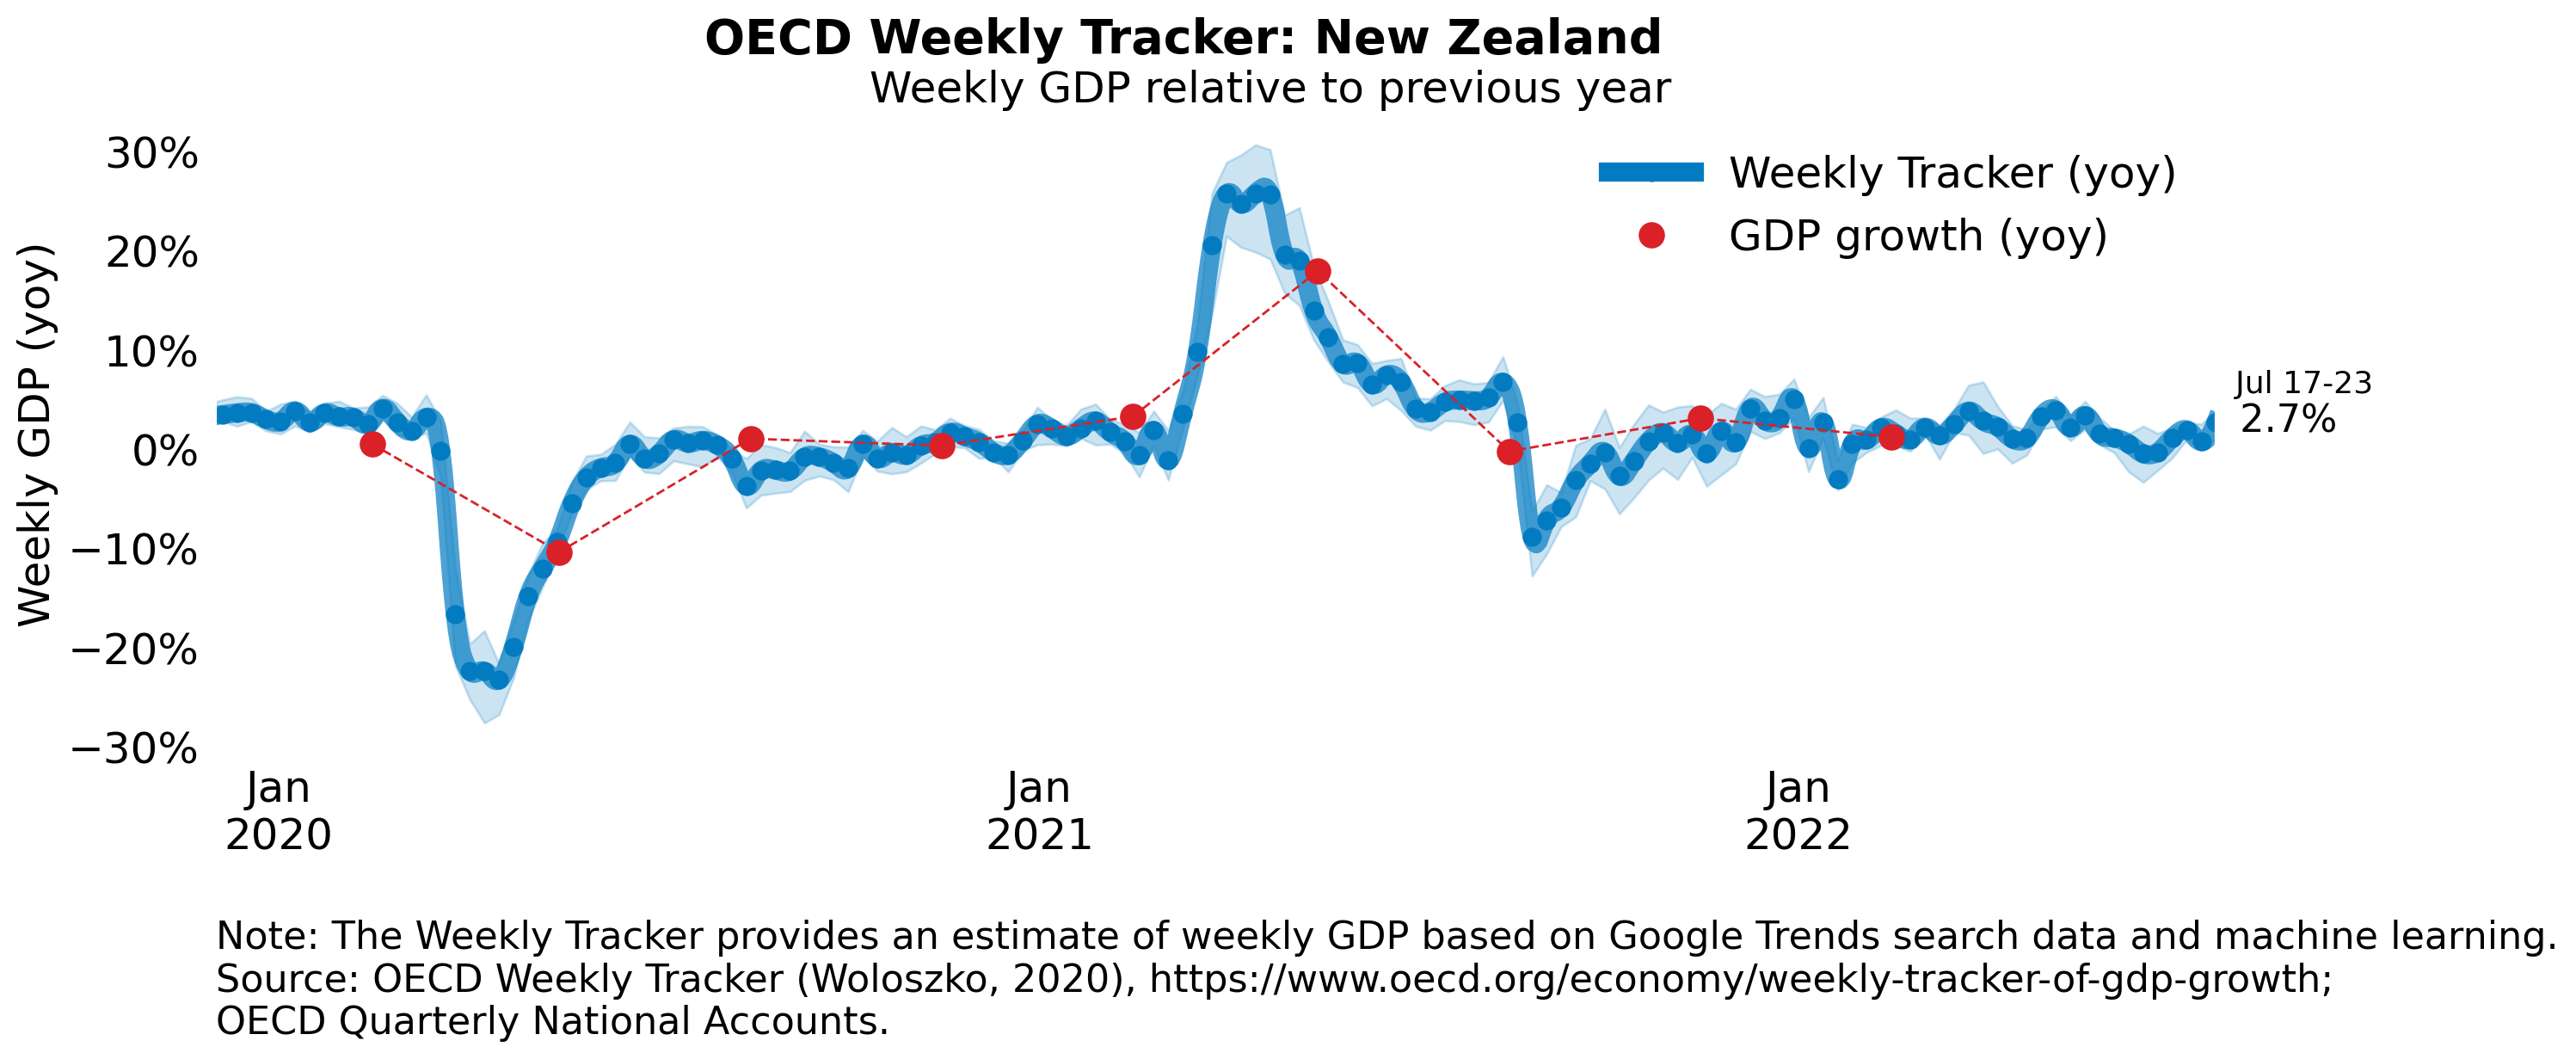 OECD Weekly Tracker: New Zealand
Weekly GDP relative to previous year
Weekly GDP (yoy)
30%
20%
10%
0%
−10%
−20%
−30%
Weekly Tracker (yoy)
GDP growth (yoy)
Jul 17-23
2.7%
Jan
2020
Jan
2021
Jan
2022
Note: The Weekly Tracker provides an estimate of weekly GDP based on Google Trends search data and machine learning.
Source: OECD Weekly Tracker (Woloszko, 2020), https://www.oecd.org/economy/weekly-tracker-of-gdp-growth;
OECD Quarterly National Accounts.